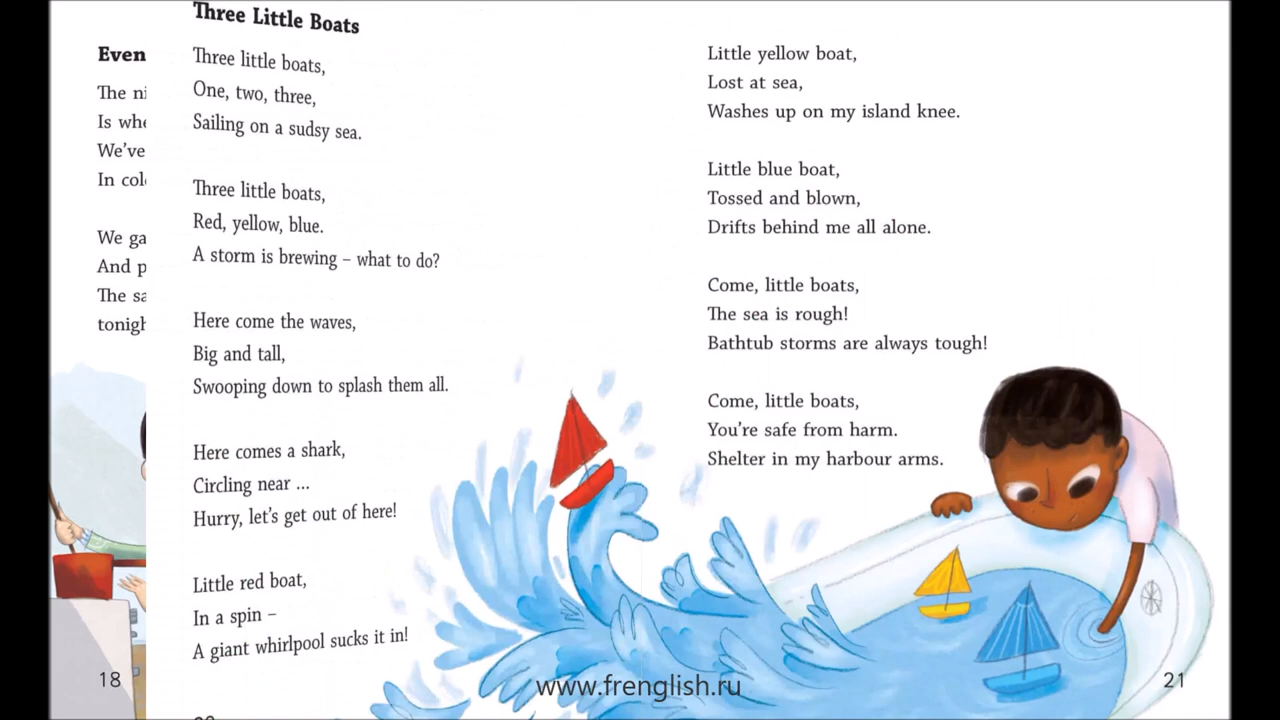 Three Little Boats
Three little boats,
One, two, three,
Sailing on a sudsy sea.
Three little boats,
Red, yellow, blue.
A storm is brewing – what to do?
Here come the waves,
Big and tall,
Swooping down to splash them all.
Here comes a shark,
Circling near ...
Hurry, let's get out of here!
Little red boat,
In a spin –
A giant whirlpool sucks it in!
Little yellow boat,
Lost at sea,
Washes up on my island knee.
Little blue boat,
Tossed and blown,
Drifts behind me all alone.
Come, little boats,
The sea is rough!
Bathtub storms are always tough!
Come, little boats,
You're safe from harm.
Shelter in my harbour arms.
Even
The
Is
We've
In
We
And
The
18
21
www.frenglish.ru